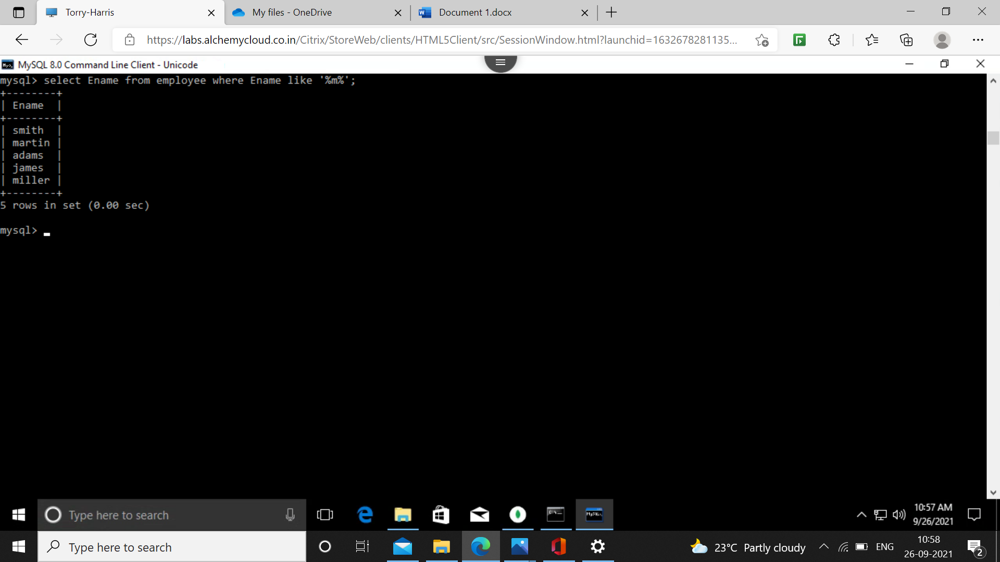 Torry-Harris
My files - OneDrive
Document 1.docx
https://labs.alchemycloud.co.in/Citrix/StoreWeb/clients/HTML5Client/src/SessionWindow.html?launchid=1632678281135...
MySQL 8.0 Command Line Client - Unicode
mysql> select Ename from employee where Ename like '%m%';
+--------+
| Ename  |
+--------+
| smith  |
| martin |
| adams  |
| james  |
| miller |
+--------+
5 rows in set (0.00 sec)
mysql> _
Type here to search
10:57 AM
9/26/2021
Type here to search
23°C Partly cloudy
ENG
10:58
26-09-2021
2